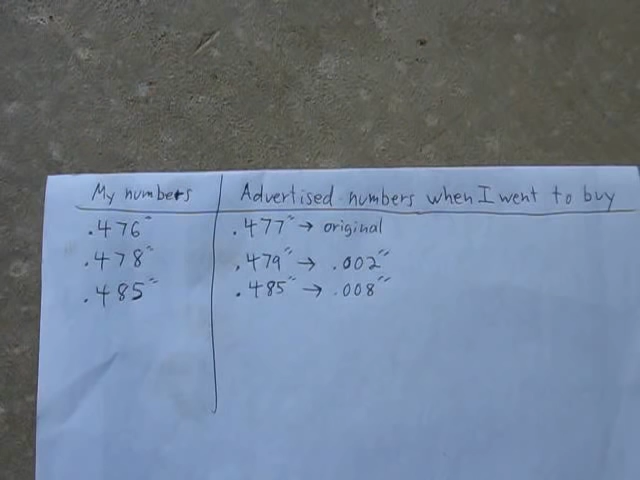 My numbers Advertised numbers when I went to buy
.476" .477" → original
.478" .479" → .002"
.485" .485" → .008"